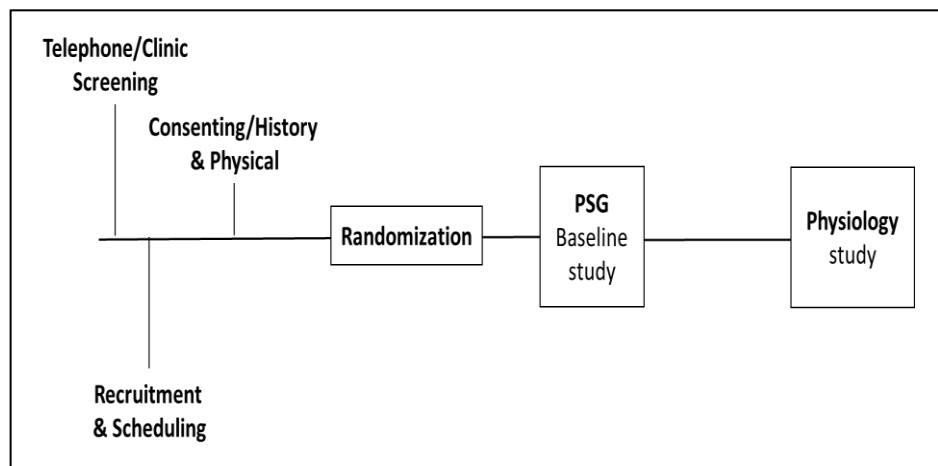 Telephone/Clinic
Screening
Consenting/History
& Physical
Randomization
PSG
Baseline
study
Physiology
study
Recruitment
& Scheduling